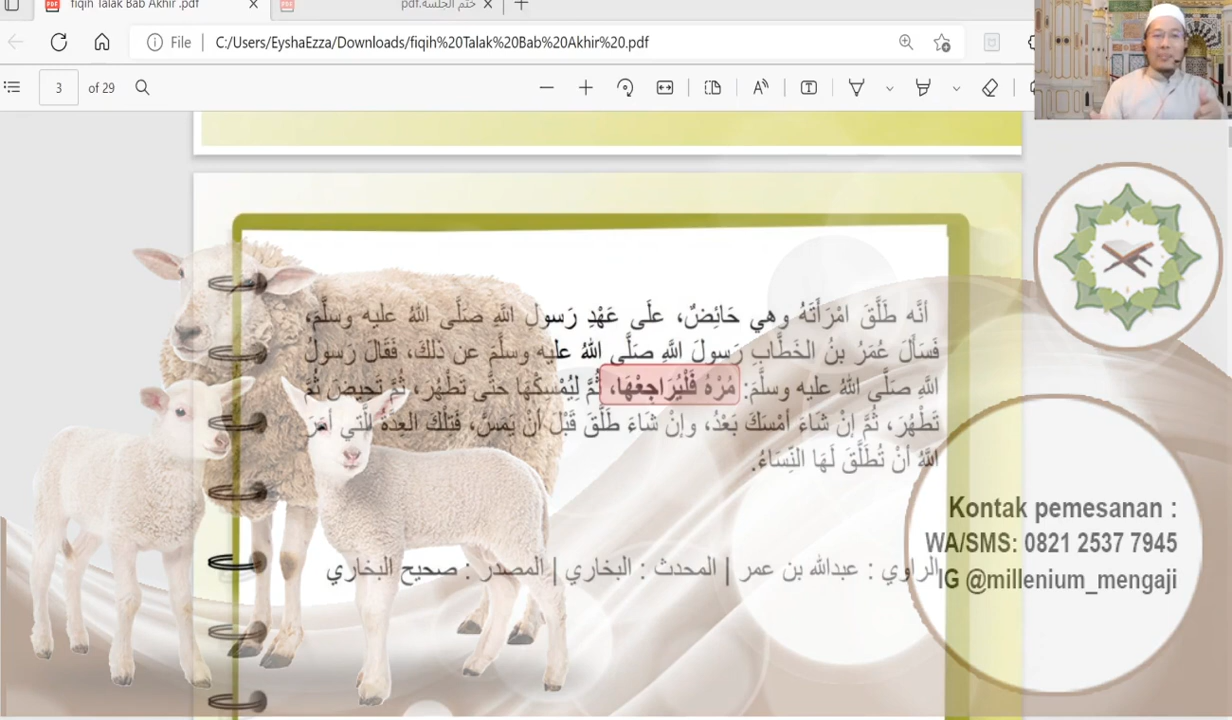 fiqih Talak Bab Akhir .pdf
ختم الجلسة.pdf
File
C:/Users/EyshaEzza/Downloads/fiqih%20Talak%20Bab%20Akhir%20.pdf
3 of 29
أنَّه طَلَّقَ امْرَأَتَهُ وهي حَائِضٌ، علَى عَهْدِ رَسولِ اللَّهِ صَلَّى اللهُ عليه وسلَّمَ،
فَسَأَلَ عُمَرُ بنُ الخَطَّابِ رَسولَ اللَّهِ صَلَّى اللهُ عليه وسلَّمَ عن ذلكَ، فَقَالَ رَسولُ
اللَّهِ صَلَّى اللهُ عليه وسلَّمَ: مُرْهُ فَلْيُرَاجِعْهَا، ثُمَّ لِيُمْسِكْهَا حتَّى تَطْهُرَ، ثُمَّ تَحِيضَ ثُمَّ
تَطْهُرَ، ثُمَّ إنْ شَاءَ أمْسَكَ بَعْدُ، وإنْ شَاءَ طَلَّقَ قَبْلَ أنْ يَمَسَّ، فَتِلكَ العِدَّةُ الَّتي أمَرَ
اللَّهُ أنْ تُطَلَّقَ لَهَا النِّسَاءُ.
الراوي : عبدالله بن عمر | المحدث : البخاري | المصدر : صحيح البخاري
Kontak pemesanan :
WA/SMS: 0821 2537 7945
IG @millenium_mengaji